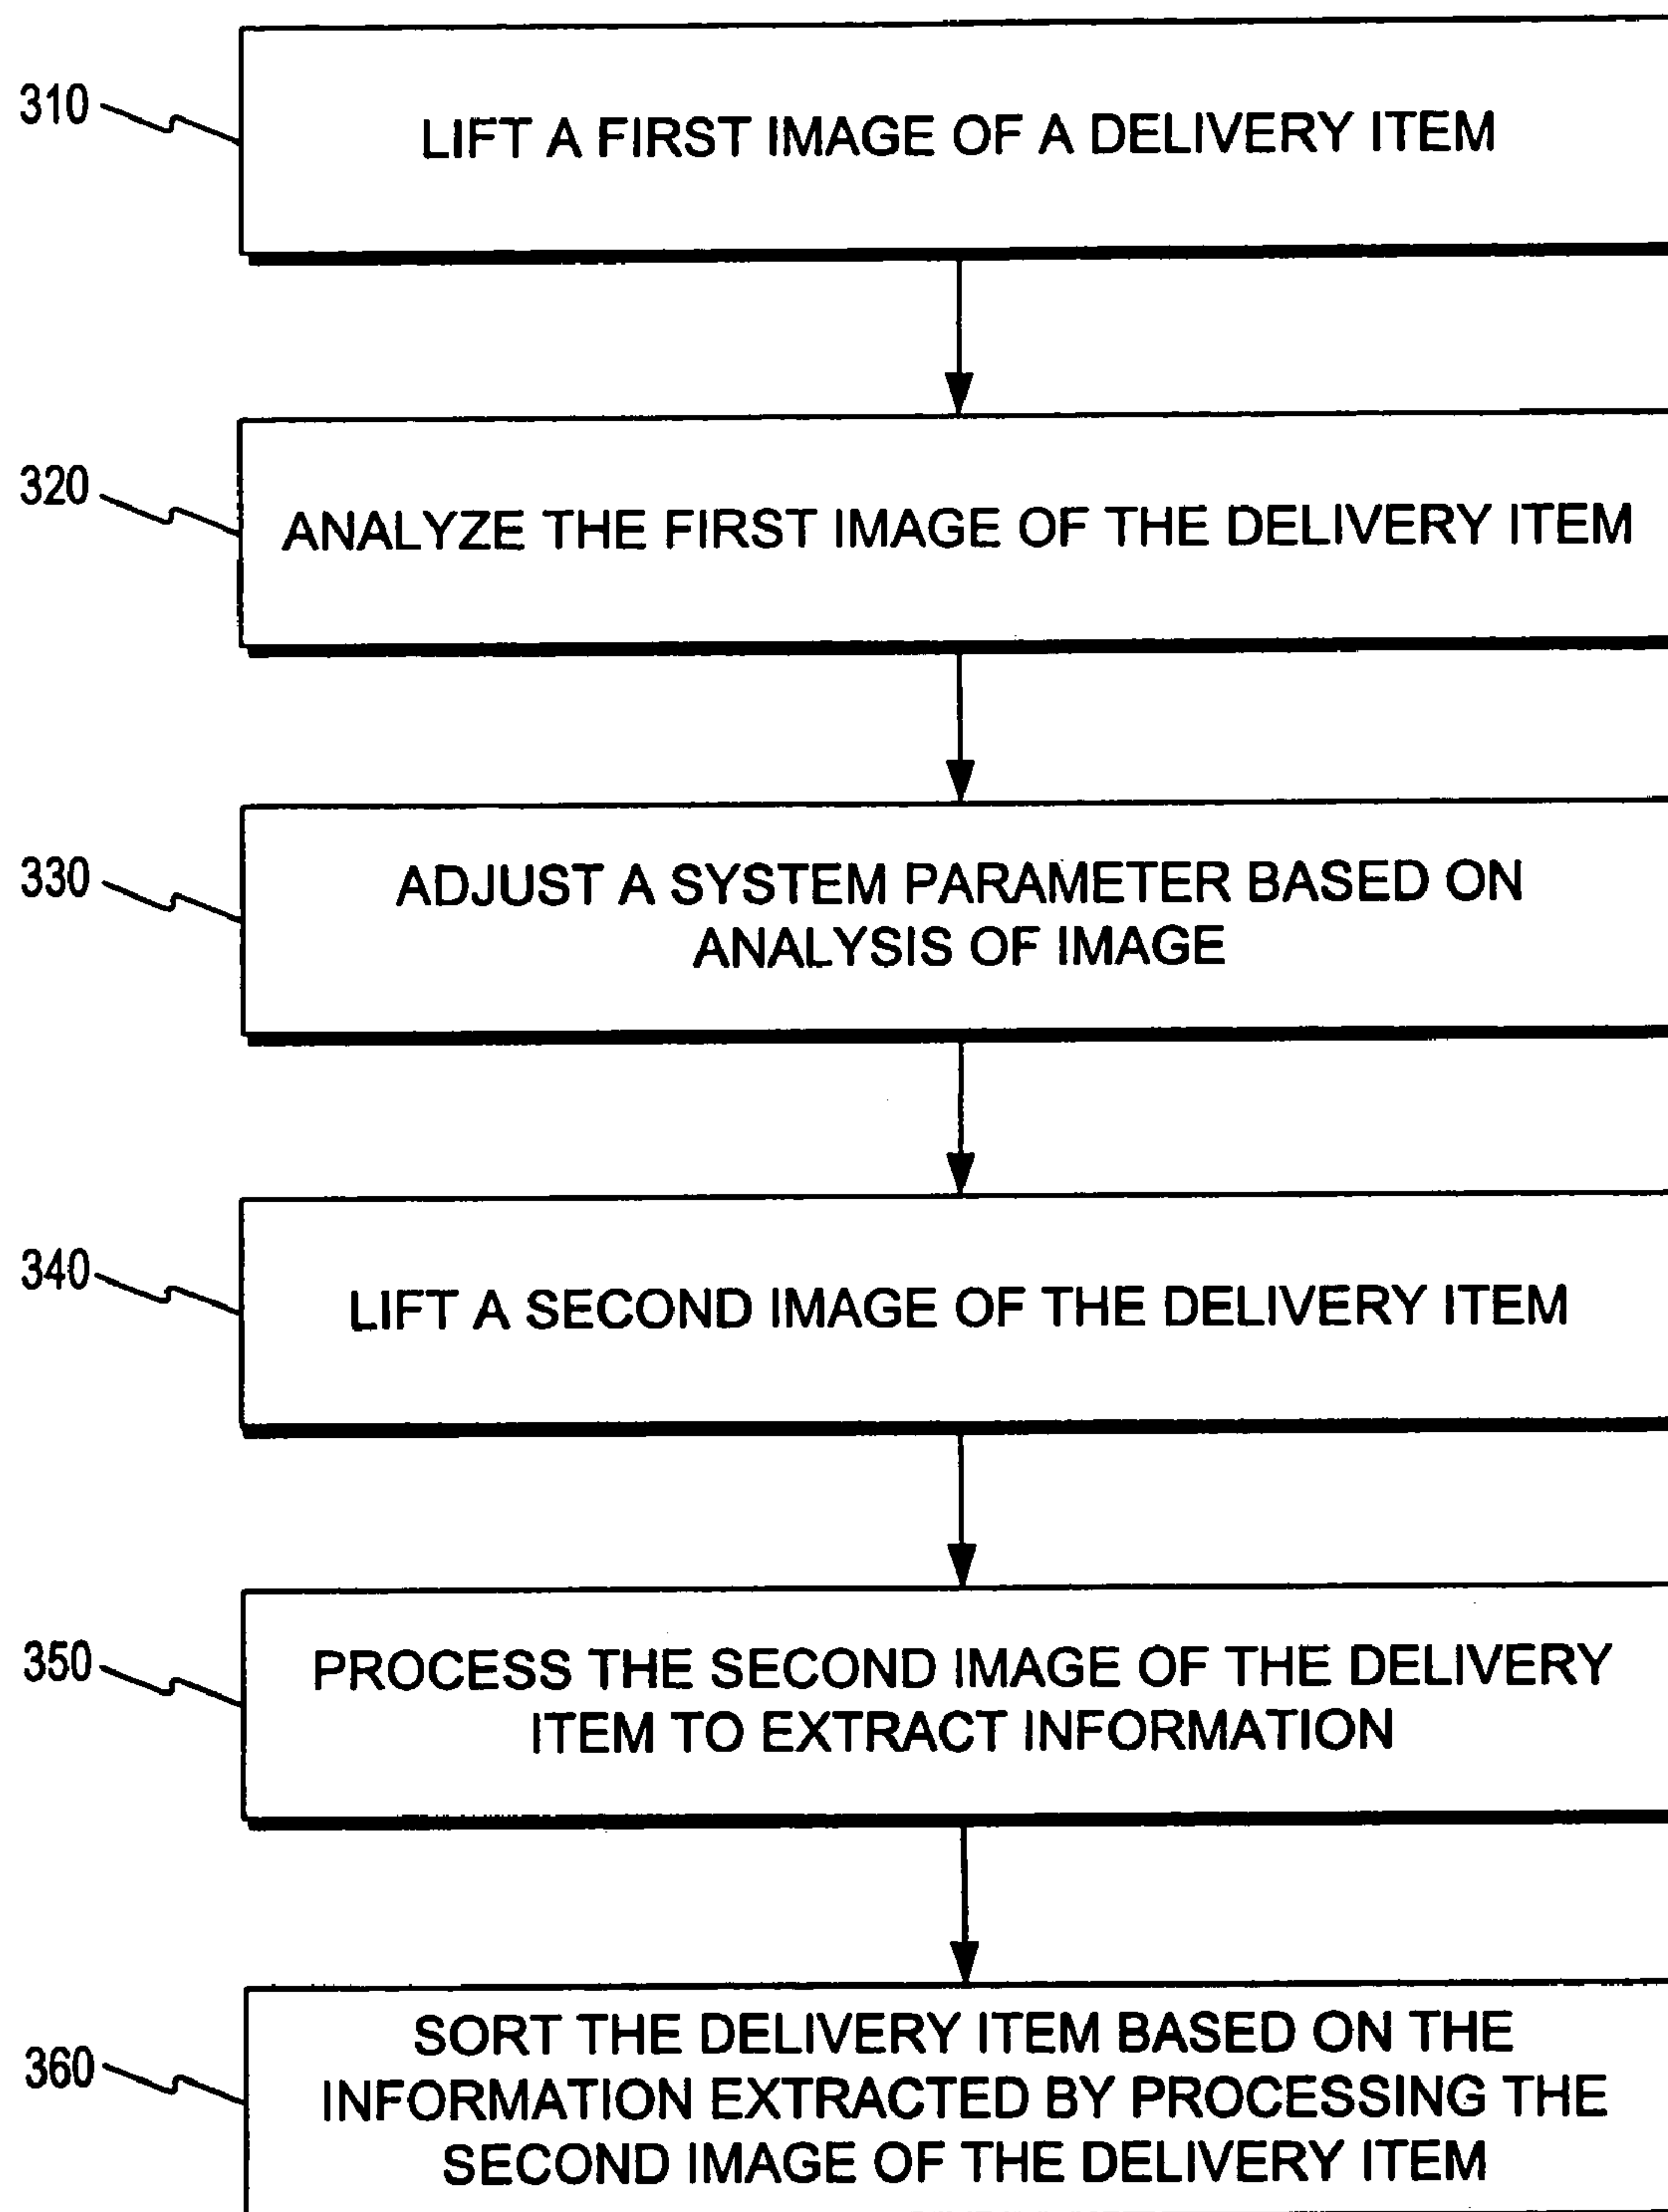 310
LIFT A FIRST IMAGE OF A DELIVERY ITEM
320
ANALYZE THE FIRST IMAGE OF THE DELIVERY ITEM
330
ADJUST A SYSTEM PARAMETER BASED ON
ANALYSIS OF IMAGE
340
LIFT A SECOND IMAGE OF THE DELIVERY ITEM
350
PROCESS THE SECOND IMAGE OF THE DELIVERY
ITEM TO EXTRACT INFORMATION
360
SORT THE DELIVERY ITEM BASED ON THE
INFORMATION EXTRACTED BY PROCESSING THE
SECOND IMAGE OF THE DELIVERY ITEM